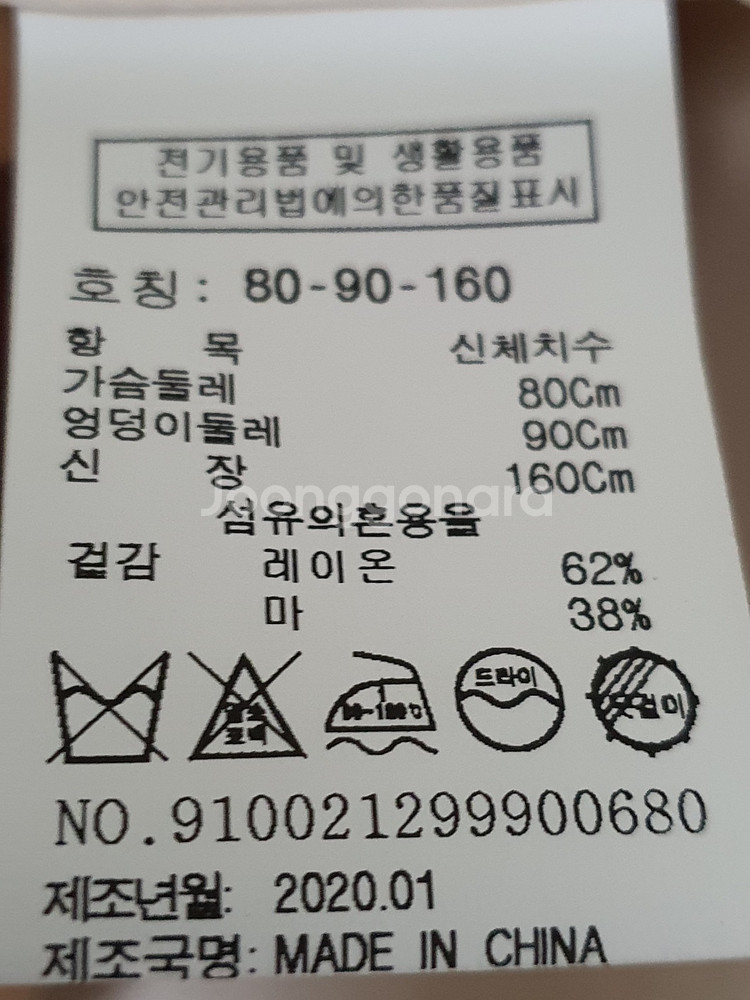 전기용품 및 생활용품
안전관리법에의한품질표시
호칭: 80-90-160
항 목 신체치수
가슴둘레 80Cm
엉덩이둘레 90Cm
신 장 160Cm
Joonggonara
섬유의혼용율
겉감 레이온 62%
마 38%
드라이
NO.910021299900680
제조년월: 2020.01
제조국명: MADE IN CHINA